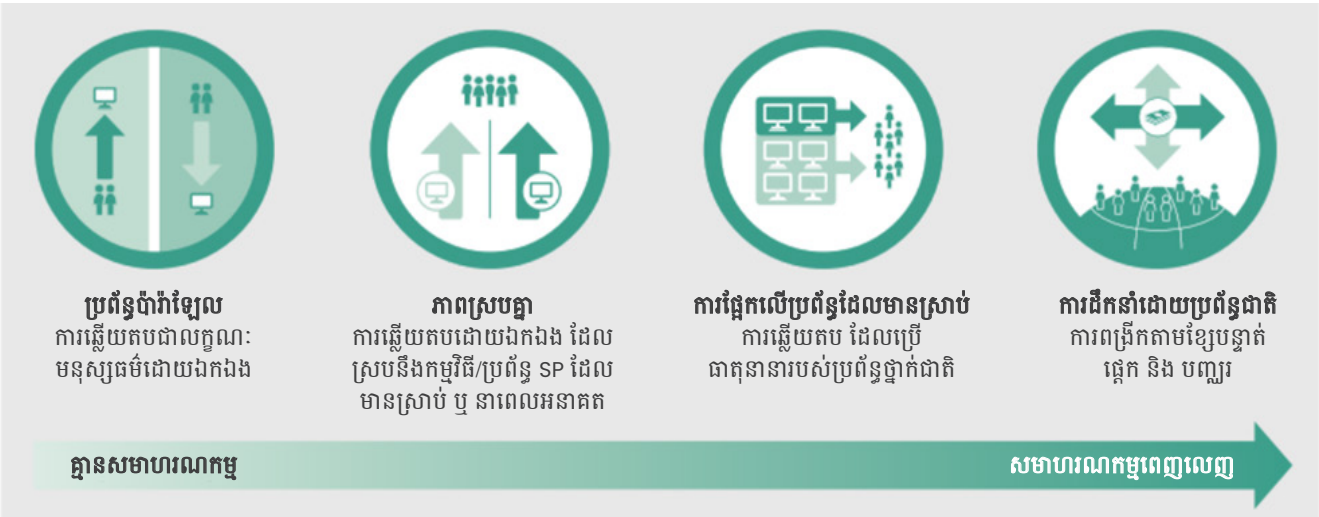 ប្រព័ន្ធប៉ារ៉ាឡែល
ការឆ្លើយតបជាលក្ខណៈ
មនុស្សធម៌ដោយឯកឯង
ភាពស្របគ្នា
ការឆ្លើយតបដោយឯកឯង ដែល
ស្របនឹងកម្មវិធី/ប្រព័ន្ធ SP ដែល
មានស្រាប់ ឬ នាពេលអនាគត
ការផ្អែកលើប្រព័ន្ធដែលមានស្រាប់
ការឆ្លើយតប ដែលប្រើ
ធាតុនានារបស់ប្រព័ន្ធថ្នាក់ជាតិ
ការដឹកនាំដោយប្រព័ន្ធជាតិ
ការពង្រីកតាមខ្សែបន្ទាត់
ផ្តេក និង បញ្ឈរ
គ្មានសមាហរណកម្ម
សមាហរណកម្មពេញលេញ